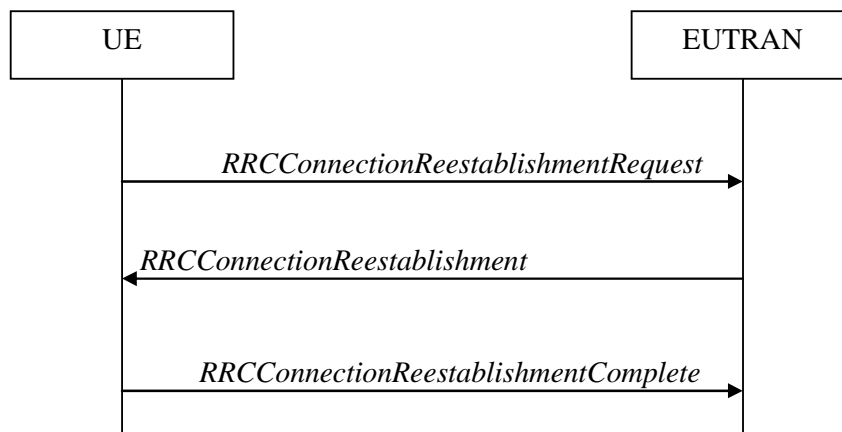 UE
EUTRAN
RRCConnectionReestablishmentRequest
RRCConnectionReestablishment
RRCConnectionReestablishmentComplete